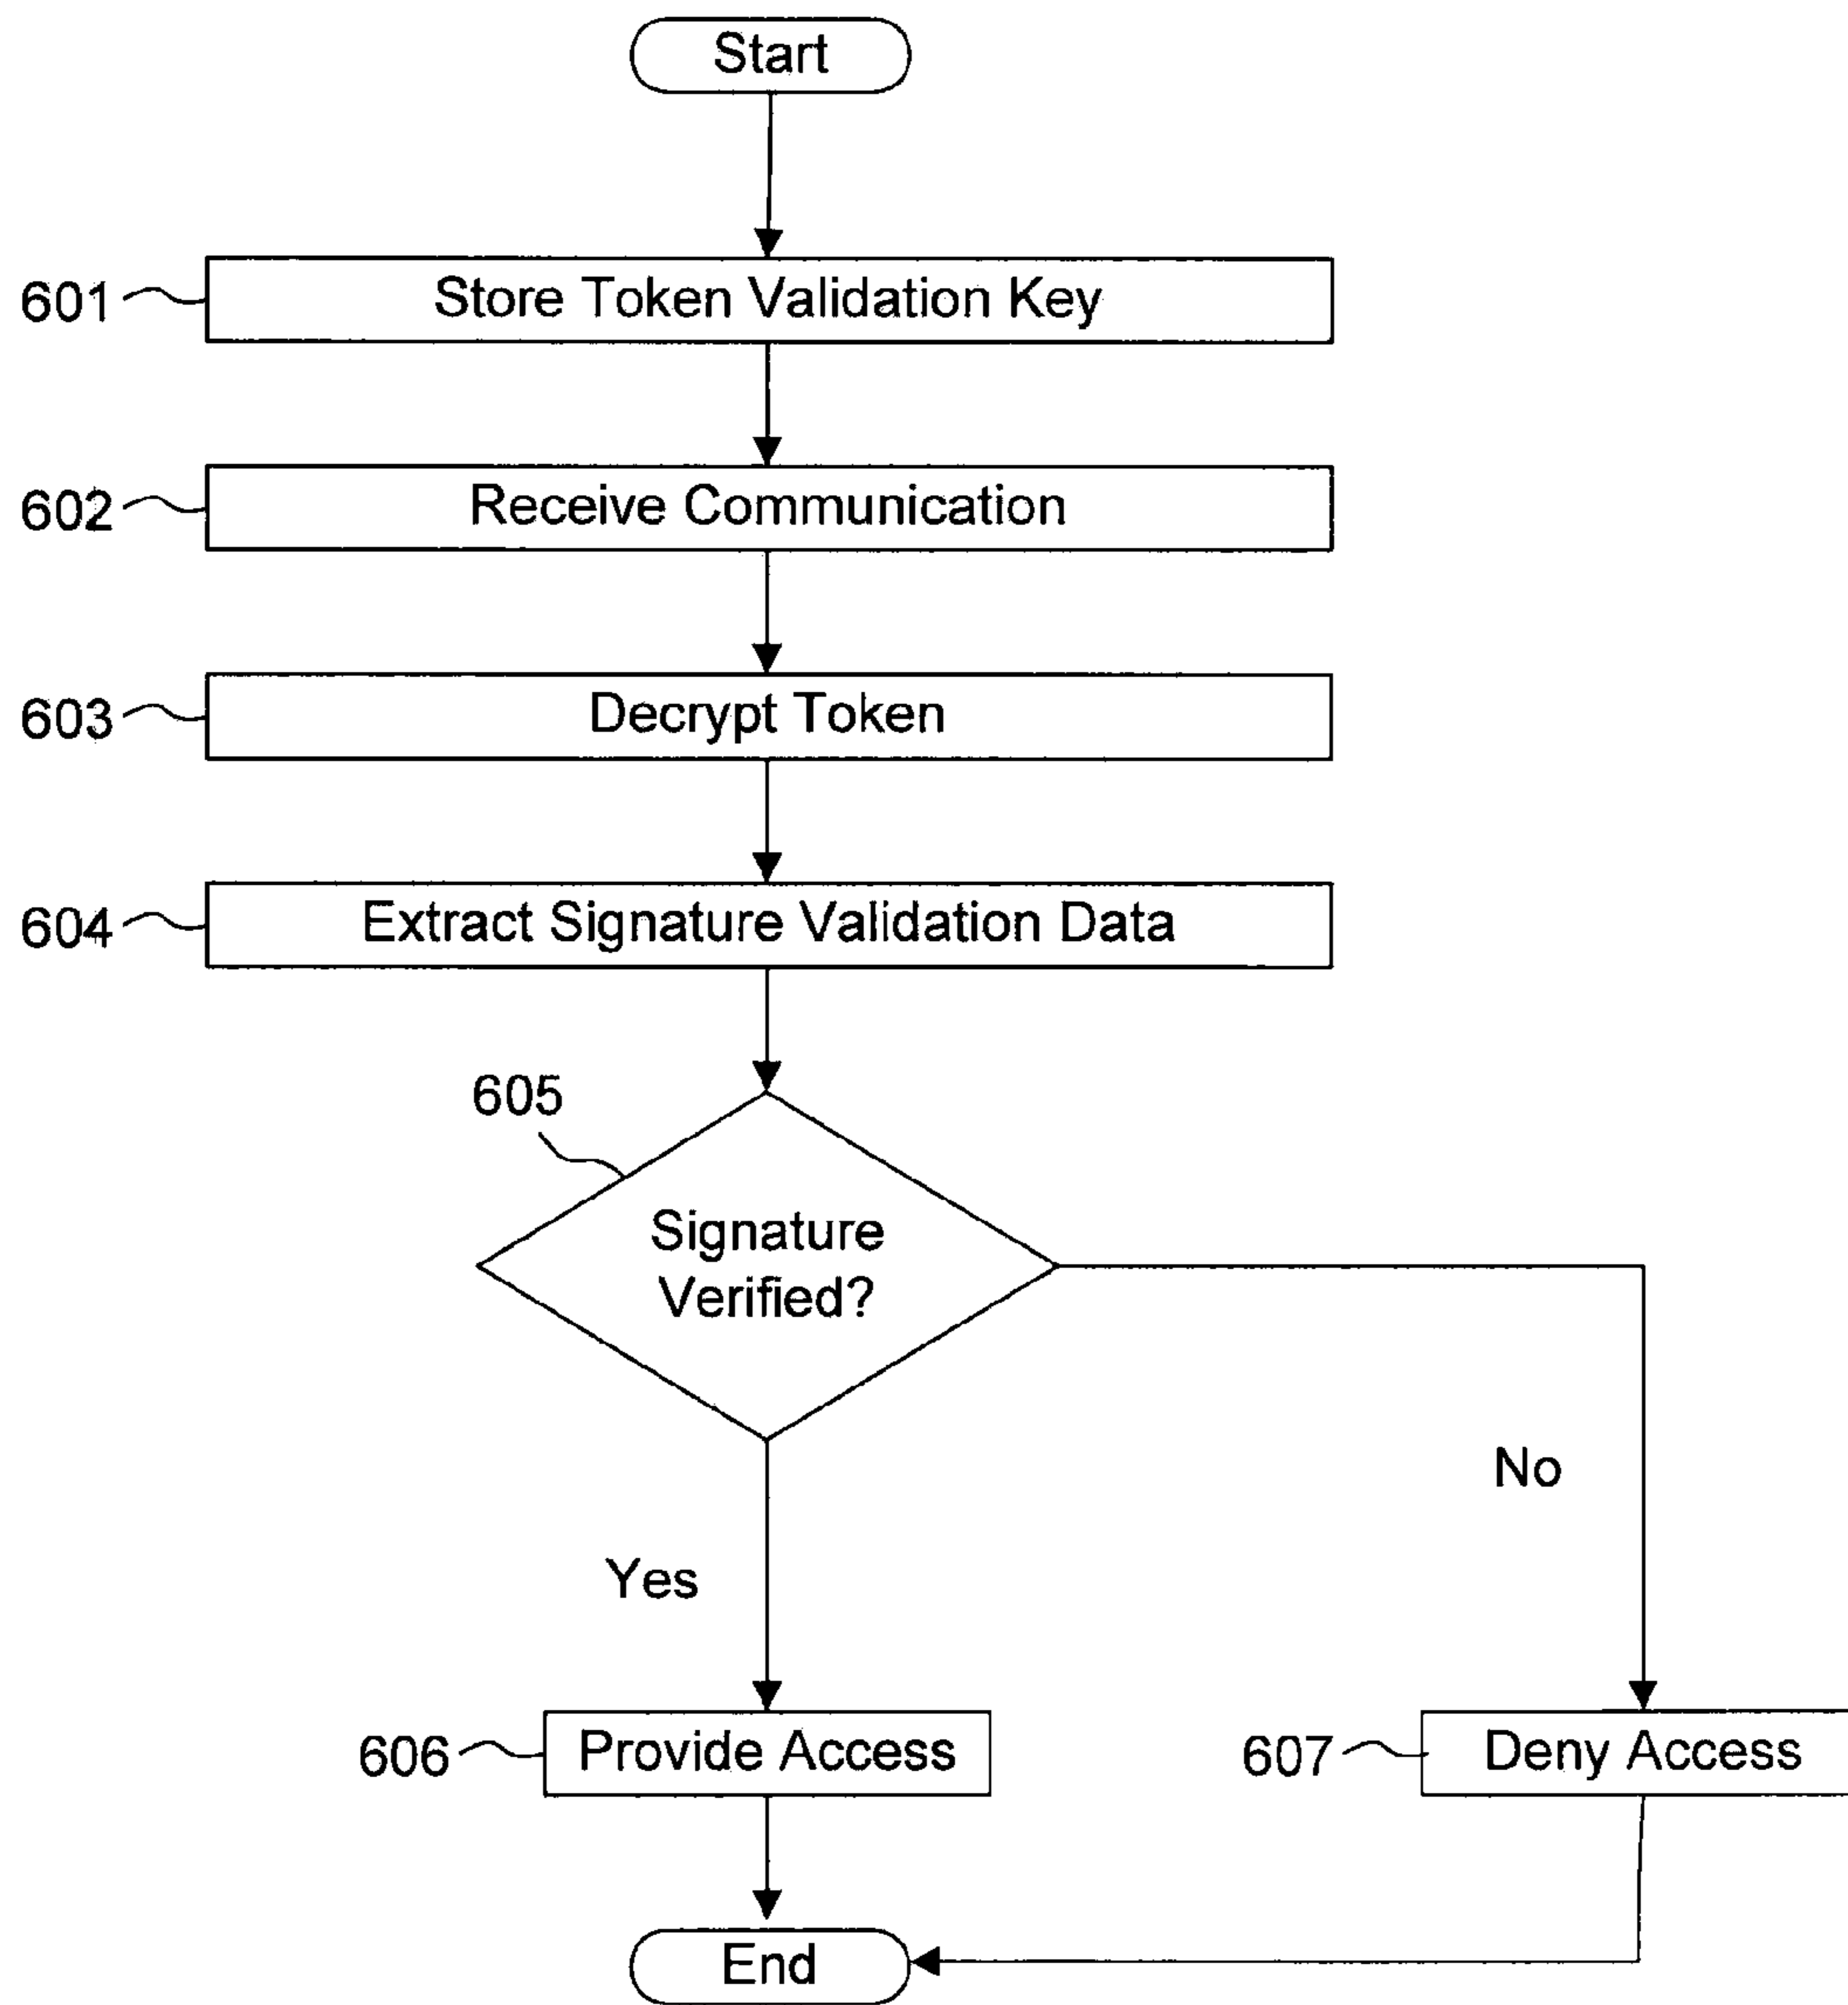 Start
601
Store Token Validation Key
602
Receive Communication
603
Decrypt Token
604
Extract Signature Validation Data
605
Signature
Verified?
No
Yes
606
Provide Access
607
Deny Access
End